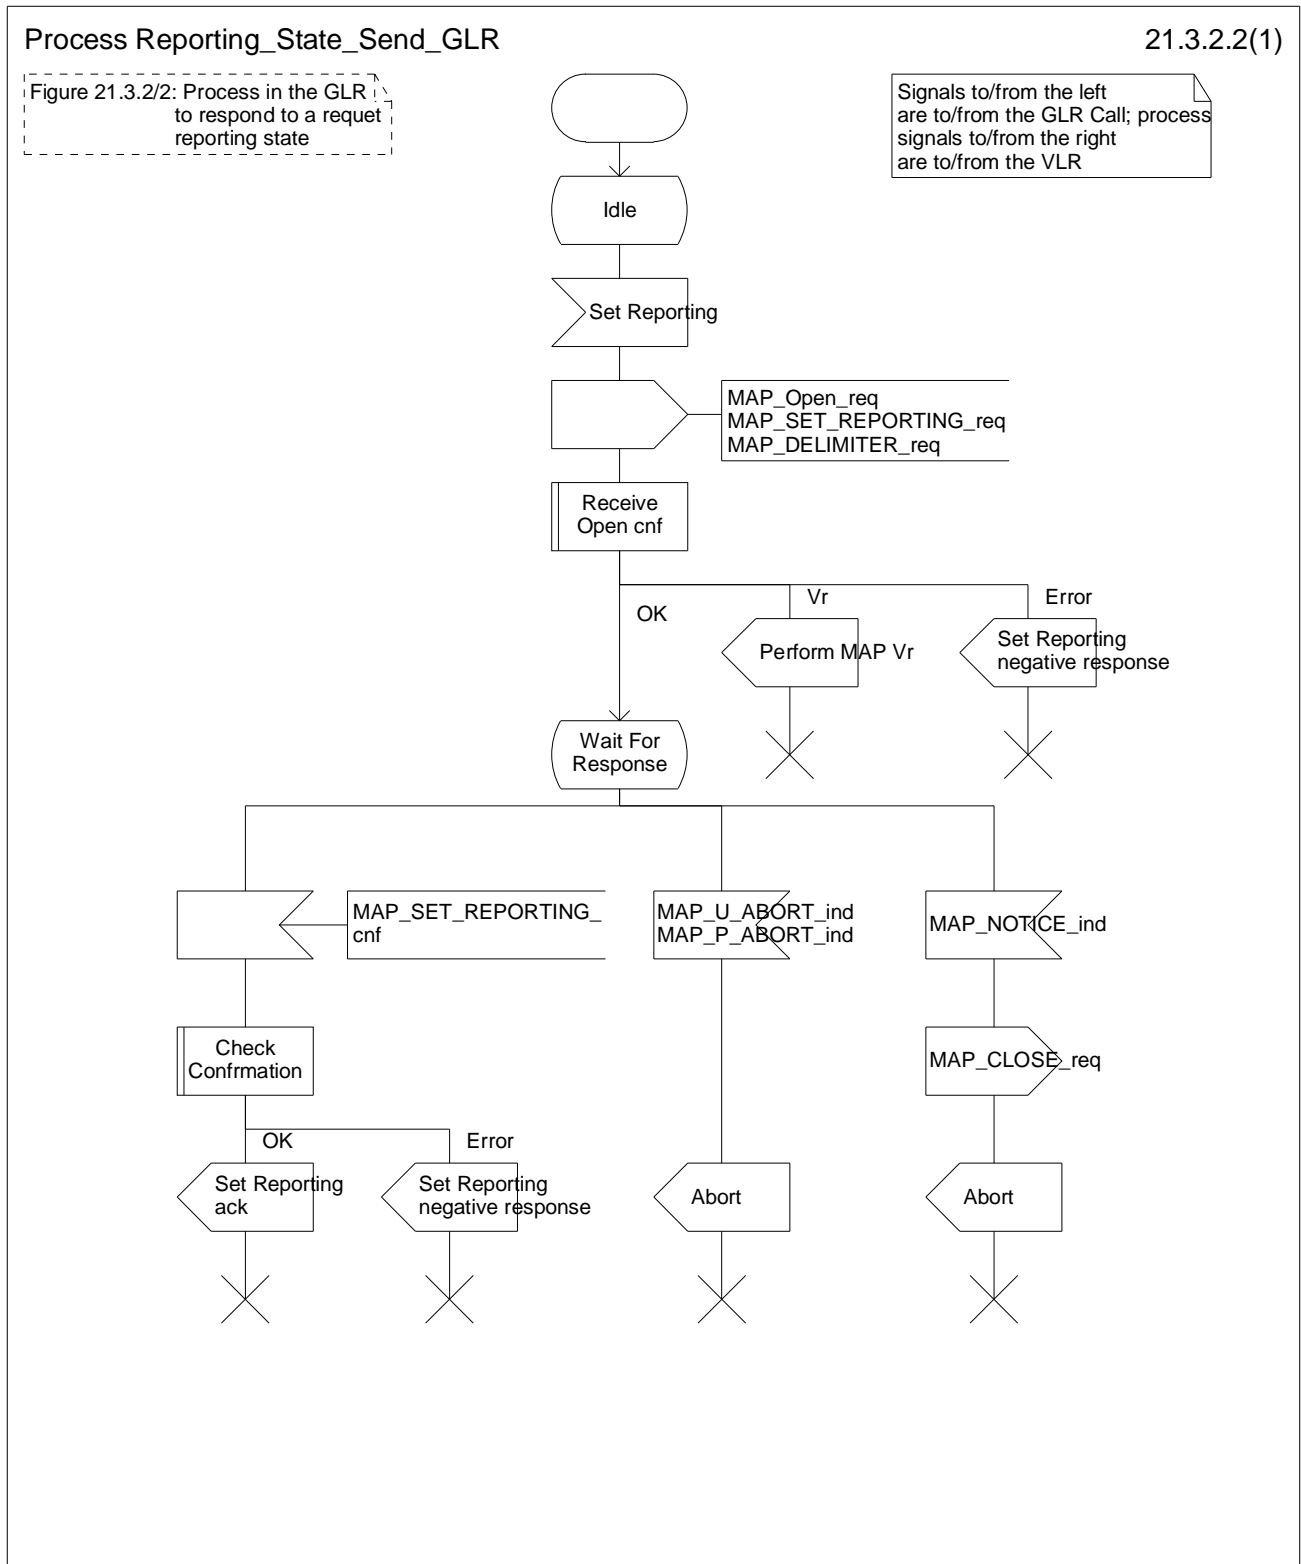 Process Reporting_State_Send_GLR
21.3.2.2(1)
Figure 21.3.2/2: Process in the GLR
to respond to a requet
reporting state
Signals to/from the left
are to/from the GLR Call; process
signals to/from the right
are to/from the VLR
Idle
Set Reporting
MAP_Open_req
MAP_SET_REPORTING_req
MAP_DELIMITER_req
Receive
Open cnf
OK
Vr
Error
Perform MAP Vr
Set Reporting
negative response
Wait For
Response
MAP_SET_REPORTING_
cnf
MAP_U_ABORT_ind
MAP_P_ABORT_ind
MAP_NOTICE_ind
Check
Confrmation
MAP_CLOSE_req
OK
Error
Set Reporting
ack
Set Reporting
negative response
Abort
Abort